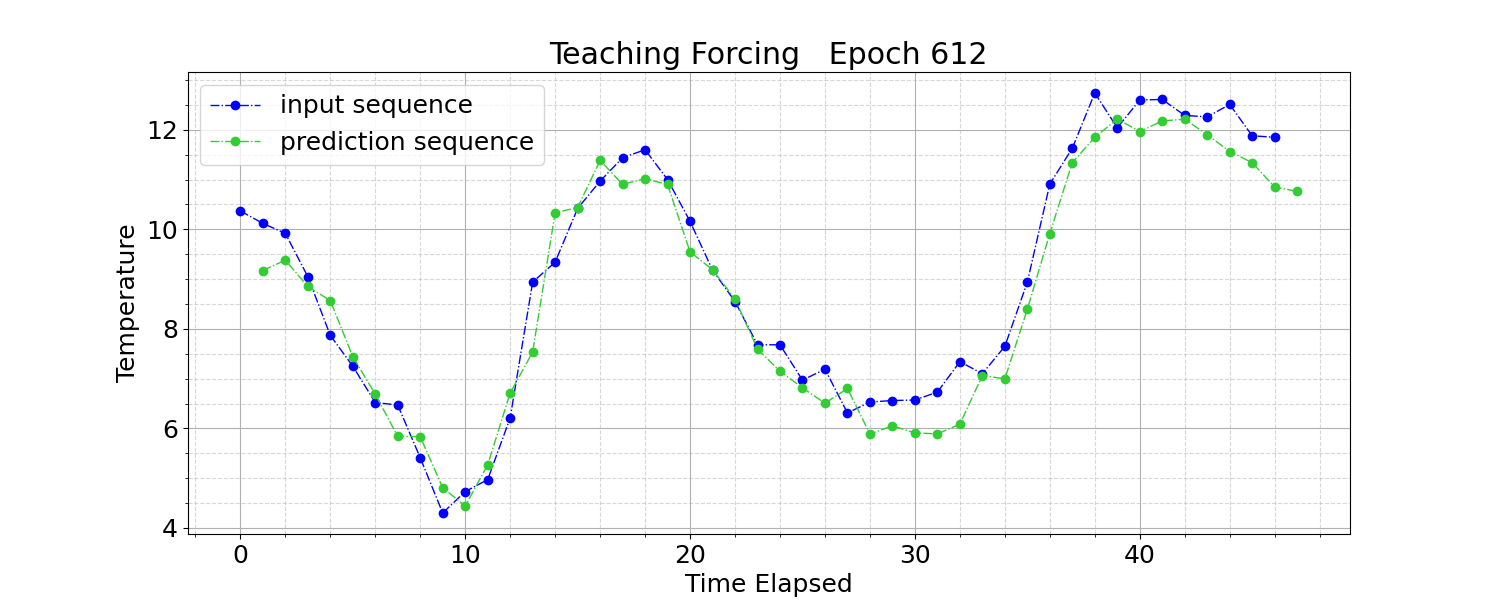 Teaching Forcing   Epoch 612
input sequence
prediction sequence
Temperature
12
10
8
6
4
0
10
20
30
40
Time Elapsed